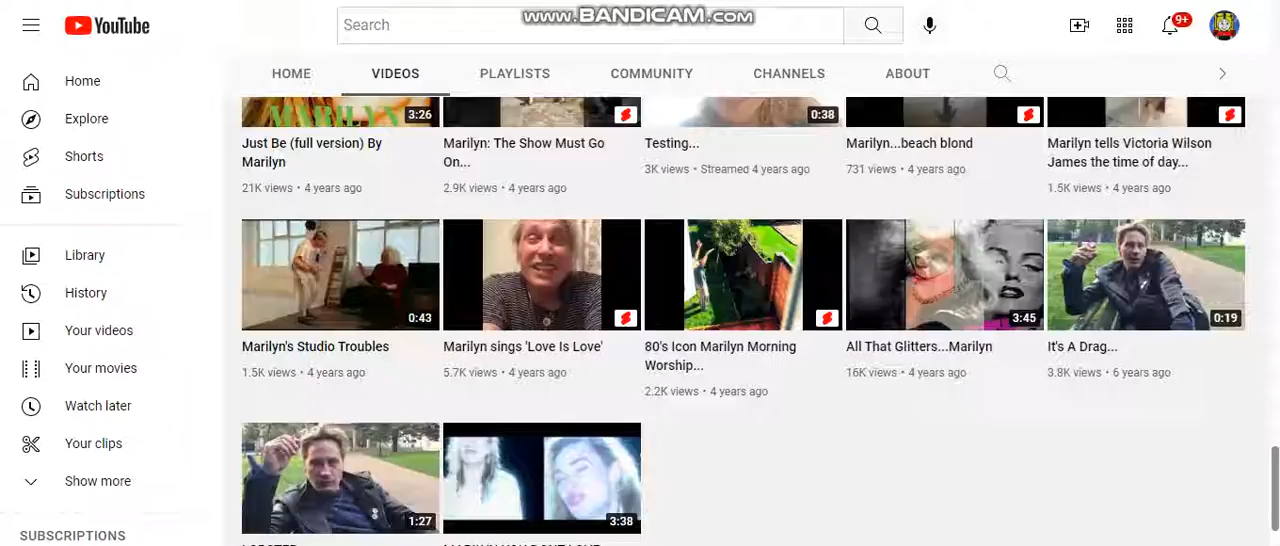 www.BANDICAM.com
YouTube
Search
9+
Home
Explore
Shorts
Subscriptions
Library
History
Your videos
Your movies
Watch later
Your clips
Show more
SUBSCRIPTIONS
HOME VIDEOS PLAYLISTS COMMUNITY CHANNELS ABOUT
MARILYN
3:26
0:38
Just Be (full version) By
Marilyn
21K views • 4 years ago
Marilyn: The Show Must Go
On...
2.9K views • 4 years ago
Testing...
3K views • Streamed 4 years ago
Marilyn...beach blond
731 views • 4 years ago
Marilyn tells Victoria Wilson
James the time of day...
1.5K views • 4 years ago
0:43
Marilyn's Studio Troubles
1.5K views • 4 years ago
Marilyn sings 'Love Is Love'
5.7K views • 4 years ago
80's Icon Marilyn Morning
Worship...
2.2K views • 4 years ago
3:45
All That Glitters...Marilyn
16K views • 4 years ago
0:19
It's A Drag...
3.8K views • 6 years ago
1:27
3:38